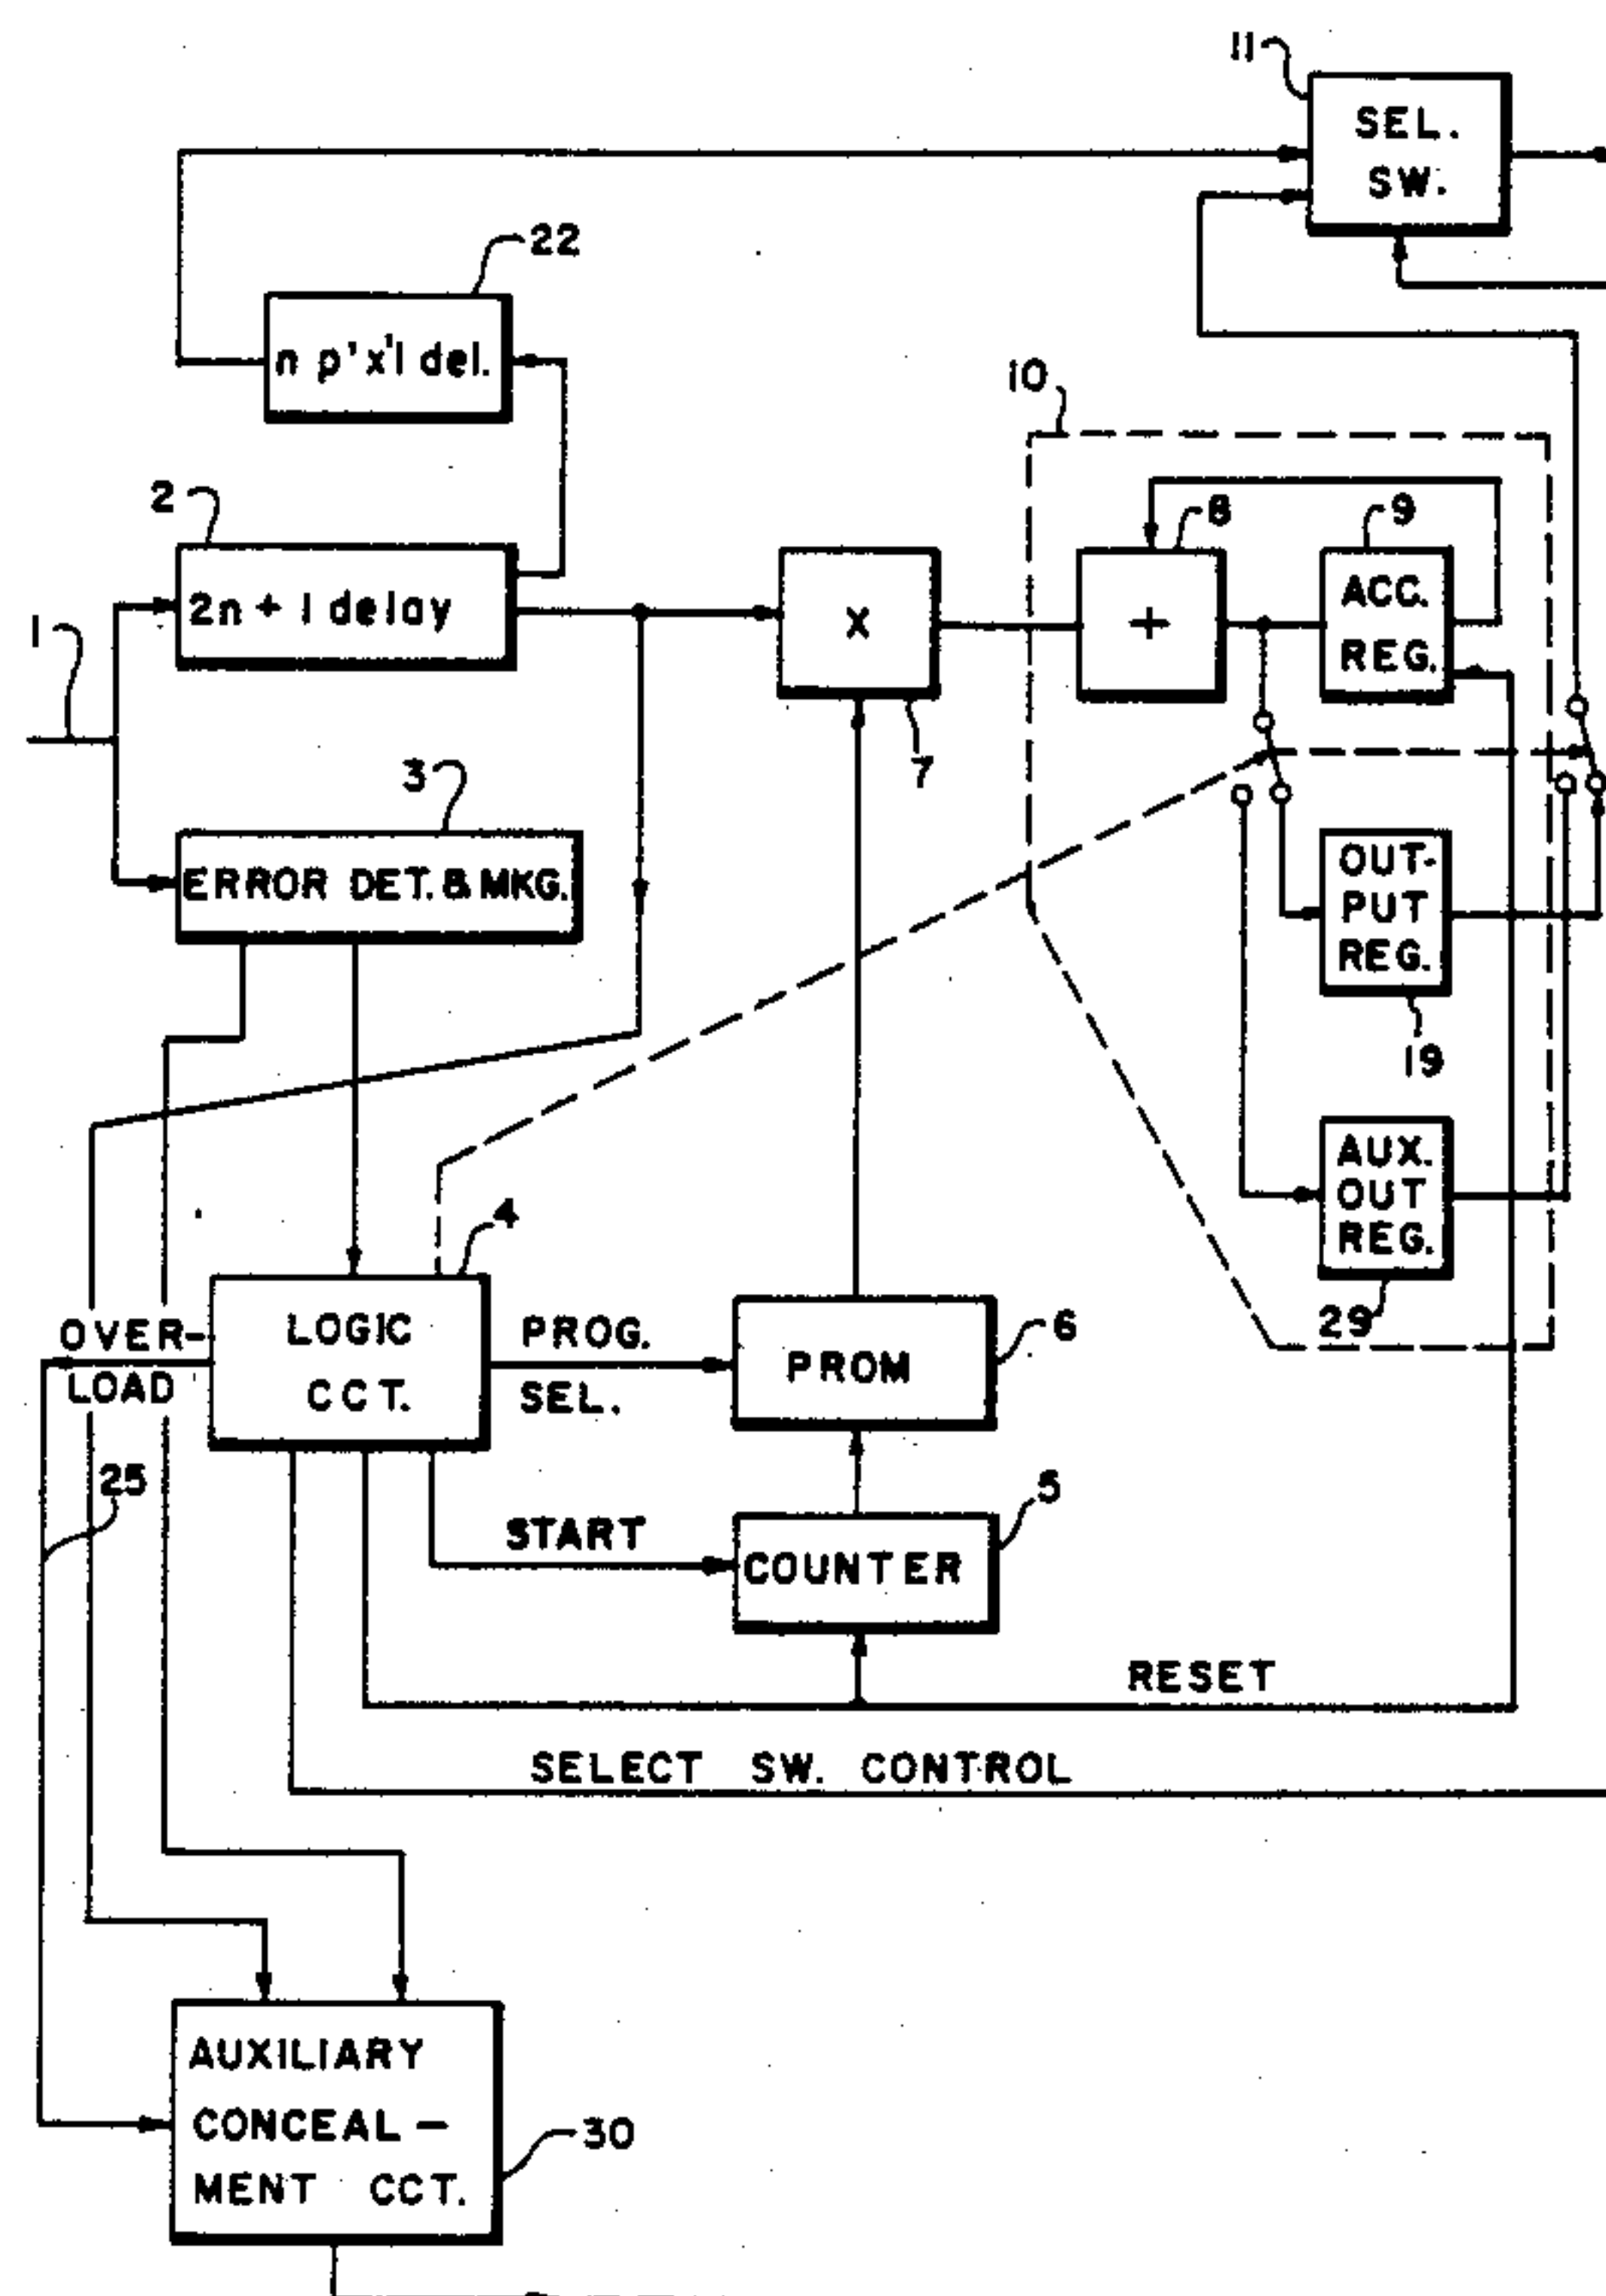 11
SEL.
SW.
22
n p'x'l del.
10
2
8
9
2n + 1 delay
X
+
ACC.
REG.
1
7
3
ERROR DET. & MKG.
OUT-
PUT
REG.
19
AUX.
OUT
REG.
29
4
OVER-
LOAD
LOGIC
CCT.
PROG.
SEL.
PROM
6
25
START
COUNTER
5
RESET
SELECT SW. CONTROL
AUXILIARY
CONCEAL-
MENT CCT.
30